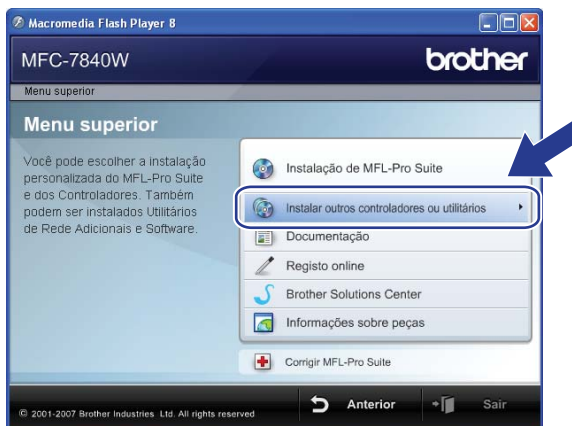 Macromedia Flash Player 8
MFC-7840W
brother
Menu superior
Menu superior
Você pode escolher a instalação
personalizada do MFL-Pro Suite
e dos Controladores. Também
podem ser instalados Utilitários
de Rede Adicionais e Software.
Instalação de MFL-Pro Suite
Instalar outros controladores ou utilitários
Documentação
Registo online
Brother Solutions Center
Informações sobre peças
Corrigir MFL-Pro Suite
© 2001-2007 Brother Industries Ltd. All rights reserved
Anterior
Sair